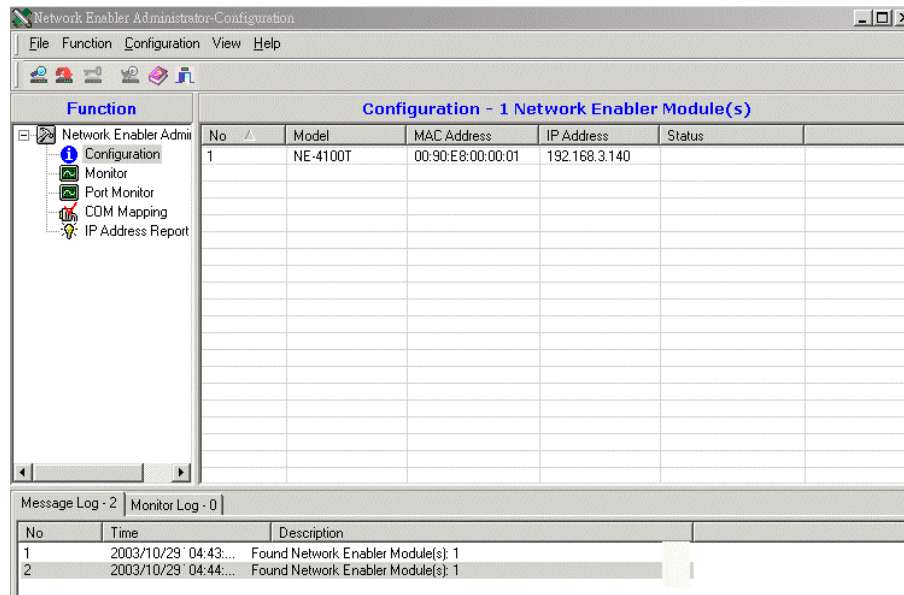 Network Enabler Administrator-Configuration
File Function Configuration View Help
Function
Configuration - 1 Network Enabler Module(s)
Network Enabler Admi
Configuration
Monitor
Port Monitor
COM Mapping
IP Address Report
No Model MAC Address IP Address Status
1 NE-4100T 00:90:E8:00:00:01 192.168.3.140
Message Log - 2 Monitor Log - 0
No Time Description
1 2003/10/29 04:43:... Found Network Enabler Module(s): 1
2 2003/10/29 04:44:... Found Network Enabler Module(s): 1